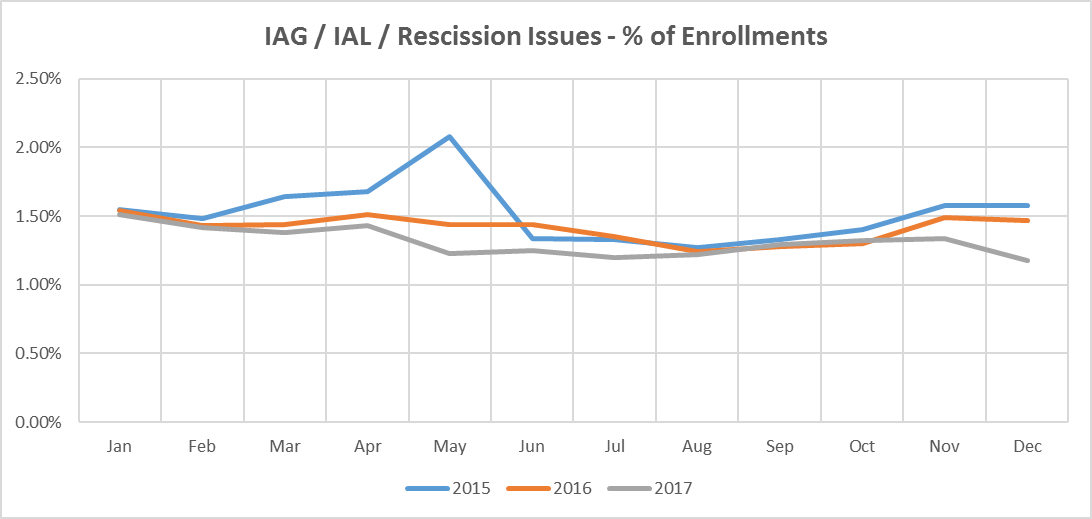 IAG / IAL / Rescission Issues - % of Enrollments
2.50%
2.00%
1.50%
1.00%
0.50%
0.00%
Jan Feb Mar Apr May Jun Jul Aug Sep Oct Nov Dec
2015 2016 2017